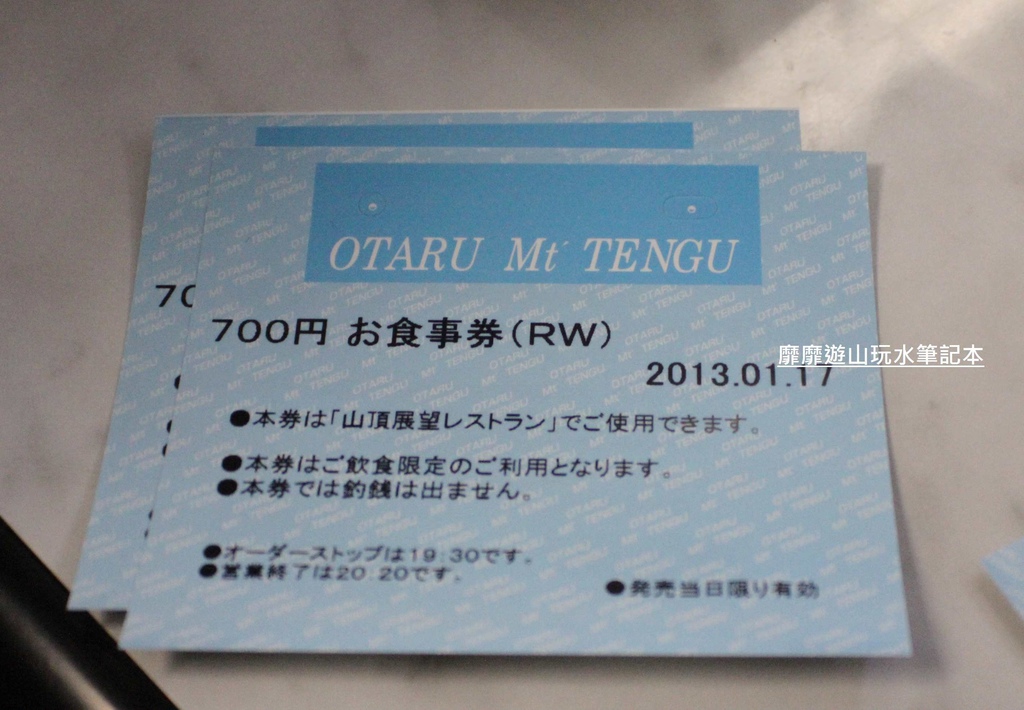 OTARU Mt TENGU
70
700円 お食事券(RW)
2013.01.17
靡靡遊山玩水筆記本
●本券は「山頂展望レストラン」でご使用できます。
●本券はご飲食限定のご利用となります。
●本券では釣銭は出ません。
●オーダーストップは19:30です。
●営業終了は20:20です。
●発売当日限り有効